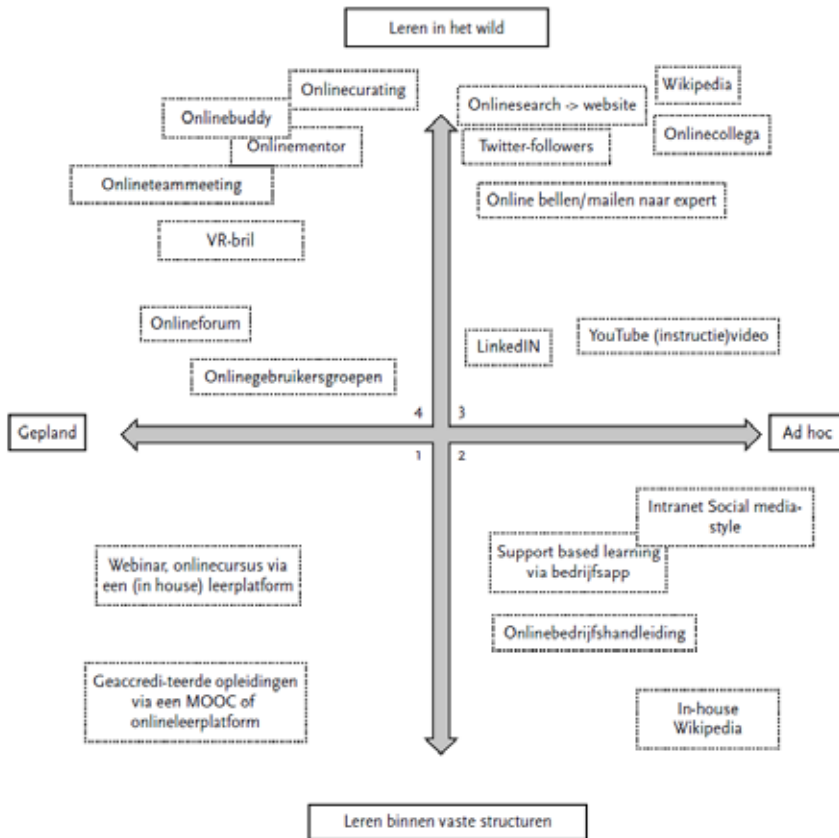 Leren in het wild
Onlinecurating
Onlinebuddy
Onlinementor
Onlineteammeeting
VR-bril
Onlineforum
Onlinegebruikersgroepen
Onlinesearch -> website
Wikipedia
Twitter-followers
Onlinecollega
Online bellen/mailen naar expert
LinkedIN
YouTube (instructie)video
4 3
Gepland
Ad hoc
1 2
Webinar, onlinecursus via
een (in house) leerplatform
Geaccredi-teerde opleidingen
via een MOOC of
onlineleerplatform
Intranet Social media-
style
Support based learning
via bedrijfsapp
Onlinebedrijfshandleiding
In-house
Wikipedia
Leren binnen vaste structuren